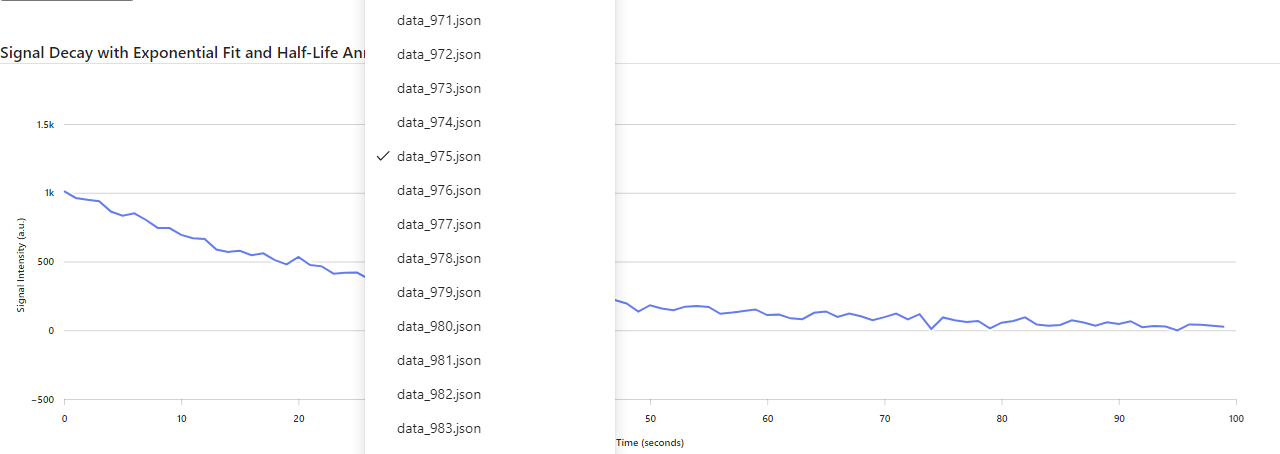 data_971.json
Signal Decay with Exponential Fit and Half-Life
data_972.json
data_973.json
data_974.json
data_975.json
data_976.json
data_977.json
data_978.json
data_979.json
data_980.json
data_981.json
data_982.json
data_983.json
1.5k
1k
500
0
−500
Signal Intensity (a.u.)
0
10
20
50
60
70
80
90
100
Time (seconds)